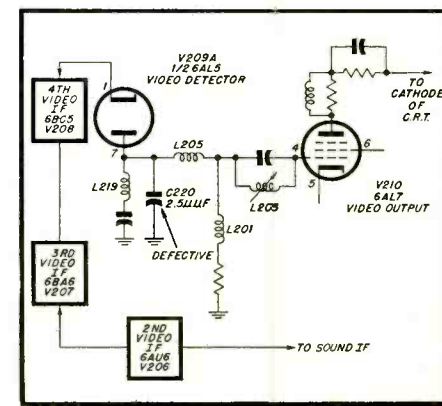 V209A
1/2 6AL5
VIDEO DETECTOR
1
7
4TH
VIDEO
IF
6BC5
V208
3RD
VIDEO
IF
6BA6
V207
2ND
VIDEO
IF
6AU6
V206
L219
C220
2.5μμF
DEFECTIVE
L205
L201
L203
4
5
6
V210
6AL7
VIDEO OUTPUT
TO
CATHODE
OF
C.R.T.
TO SOUND IF